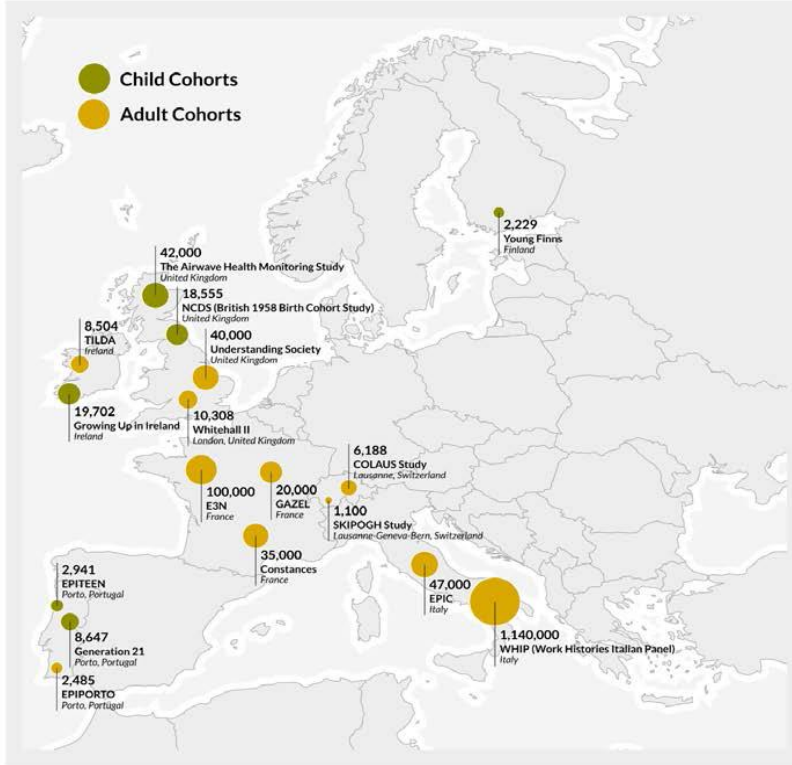 Child Cohorts
Adult Cohorts
2,229
Young Finns
Finland
42,000
The Airwave Health Monitoring Study
United Kingdom
18,555
NCDS (British 1958 Birth Cohort Study)
United Kingdom
8,504
TILDA
Ireland
40,000
Understanding Society
United Kingdom
19,702
Growing Up in Ireland
Ireland
10,308
Whitehall II
London, United Kingdom
6,188
COLAUS Study
Lausanne, Switzerland
100,000
E3N
France
20,000
GAZEL
France
1,100
SKIPOGH Study
Lausanne-Geneva-Bern, Switzerland
35,000
Constances
France
2,941
EPITEEN
Porto, Portugal
47,000
EPIC
Italy
8,647
Generation 21
Porto, Portugal
1,140,000
WHIP (Work Histories Italian Panel)
Italy
2,485
EPIPORTO
Porto, Portugal